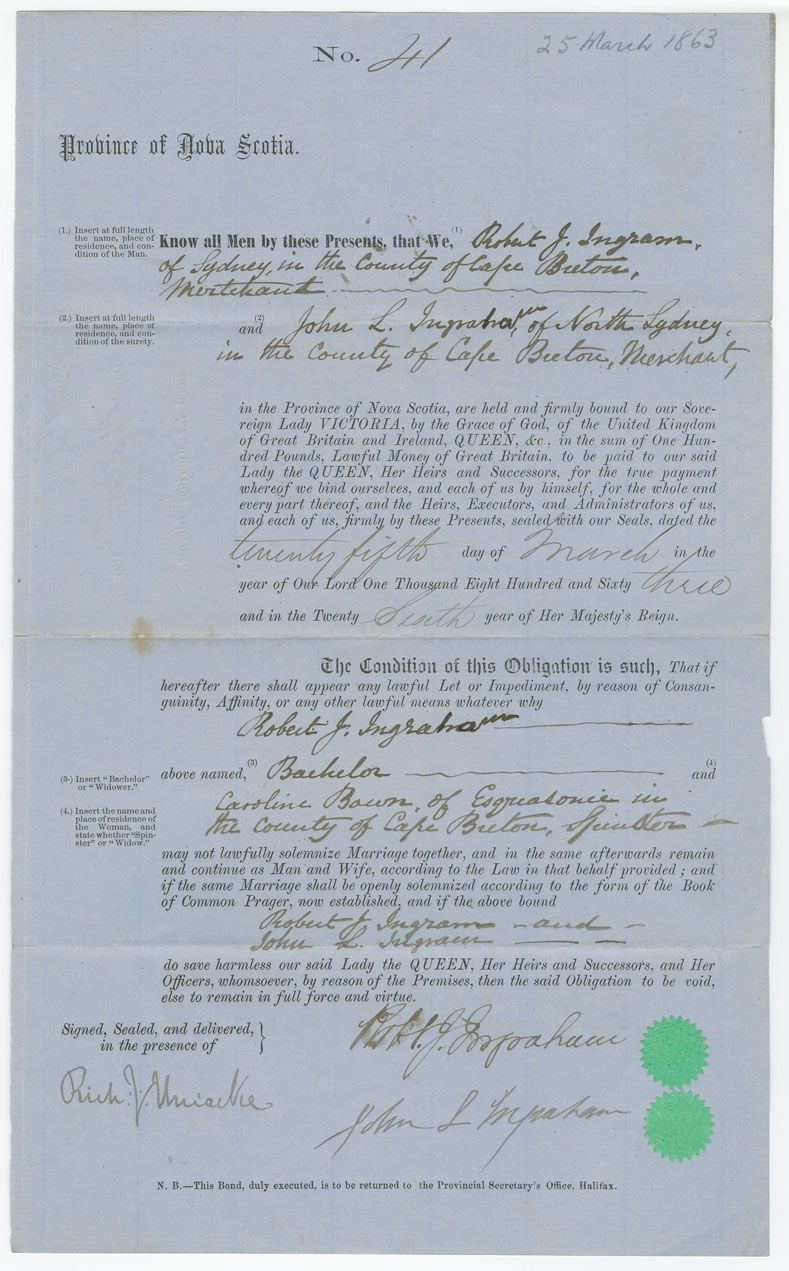 No. 41
25 March 1863
Province of Nova Scotia.
(1.) Insert at full length
the name, place of
residence, and con-
dition of the Man.
Know all Men by these Presents, that We,(1) Robert J. Ingram,
of Sydney, in the County of Cape Breton,
Merchant
(2.) Insert at full length
the name, place of
residence, and con-
dition of the surety.
and (2) John L. Ingraham, of North Sydney,
in the County of Cape Breton, Merchant,
in the Province of Nova Scotia, are held and firmly bound to our Sove-
reign Lady VICTORIA, by the Grace of God, of the United Kingdom
of Great Britain and Ireland, QUEEN, &c., in the sum of One Hun-
dred Pounds, Lawful Money of Great Britain, to be paid to our said
Lady the QUEEN, Her Heirs and Successors, for the true payment
whereof we bind ourselves, and each of us by himself, for the whole and
every part thereof, and the Heirs, Executors, and Administrators of us,
and each of us, firmly by these Presents, sealed with our Seals, dated the
twenty fifth day of March in the
year of Our Lord One Thousand Eight Hundred and Sixty three
and in the Twenty Sixth year of Her Majesty's Reign.
The Condition of this Obligation is such, That if
hereafter there shall appear any lawful Let or Impediment, by reason of Consan-
guinity, Affinity, or any other lawful means whatever why
Robert J. Ingraham
(3.) Insert "Bachelor"
or "Widower."
above named,(3) Bachelor and (4)
(4.) Insert the name and
place of residence of
the Woman, and
state whether "Spin-
ster" or "Widow."
Caroline Bown, of Esquasonie in
the County of Cape Breton, Spinster
may not lawfully solemnize Marriage together, and in the same afterwards remain
and continue as Man and Wife, according to the Law in that behalf provided ; and
if the same Marriage shall be openly solemnized according to the form of the Book
of Common Prager, now established, and if the above bound
Robert J. Ingram - and -
John L. Ingram
do save harmless our said Lady the QUEEN, Her Heirs and Successors, and Her
Officers, whomsoever, by reason of the Premises, then the said Obligation to be void,
else to remain in full force and virtue.
Signed, Sealed, and delivered,
in the presence of
Robt. J. Ingraham
Rich. J. Uniacke
John L Ingraham
N. B.—This Bond, duly executed, is to be returned to the Provincial Secretary's Office, Halifax.